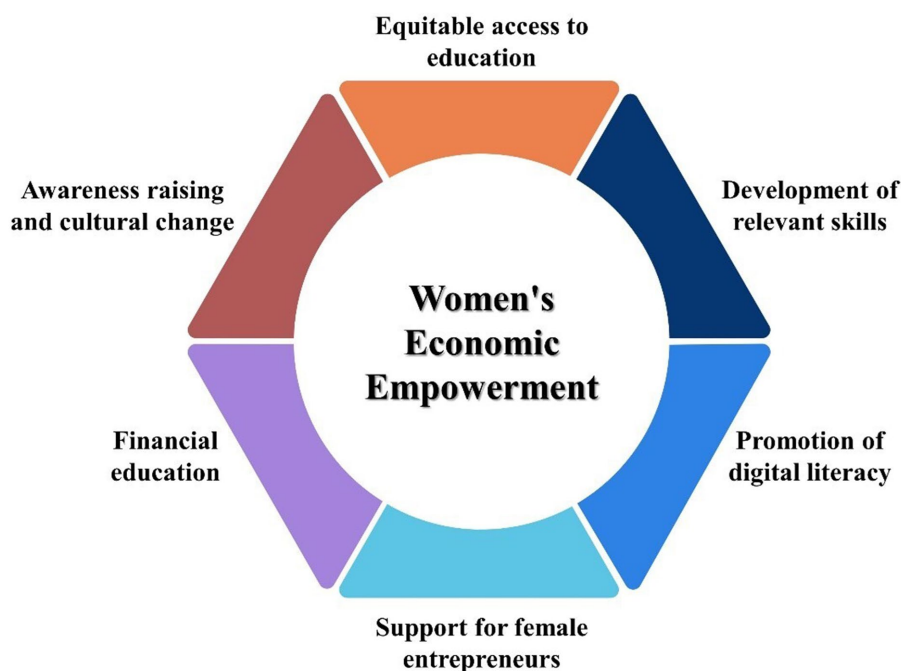 Equitable access to
education
Development of
relevant skills
Promotion of
digital literacy
Support for female
entrepreneurs
Financial
education
Awareness raising
and cultural change
Women's
Economic
Empowerment